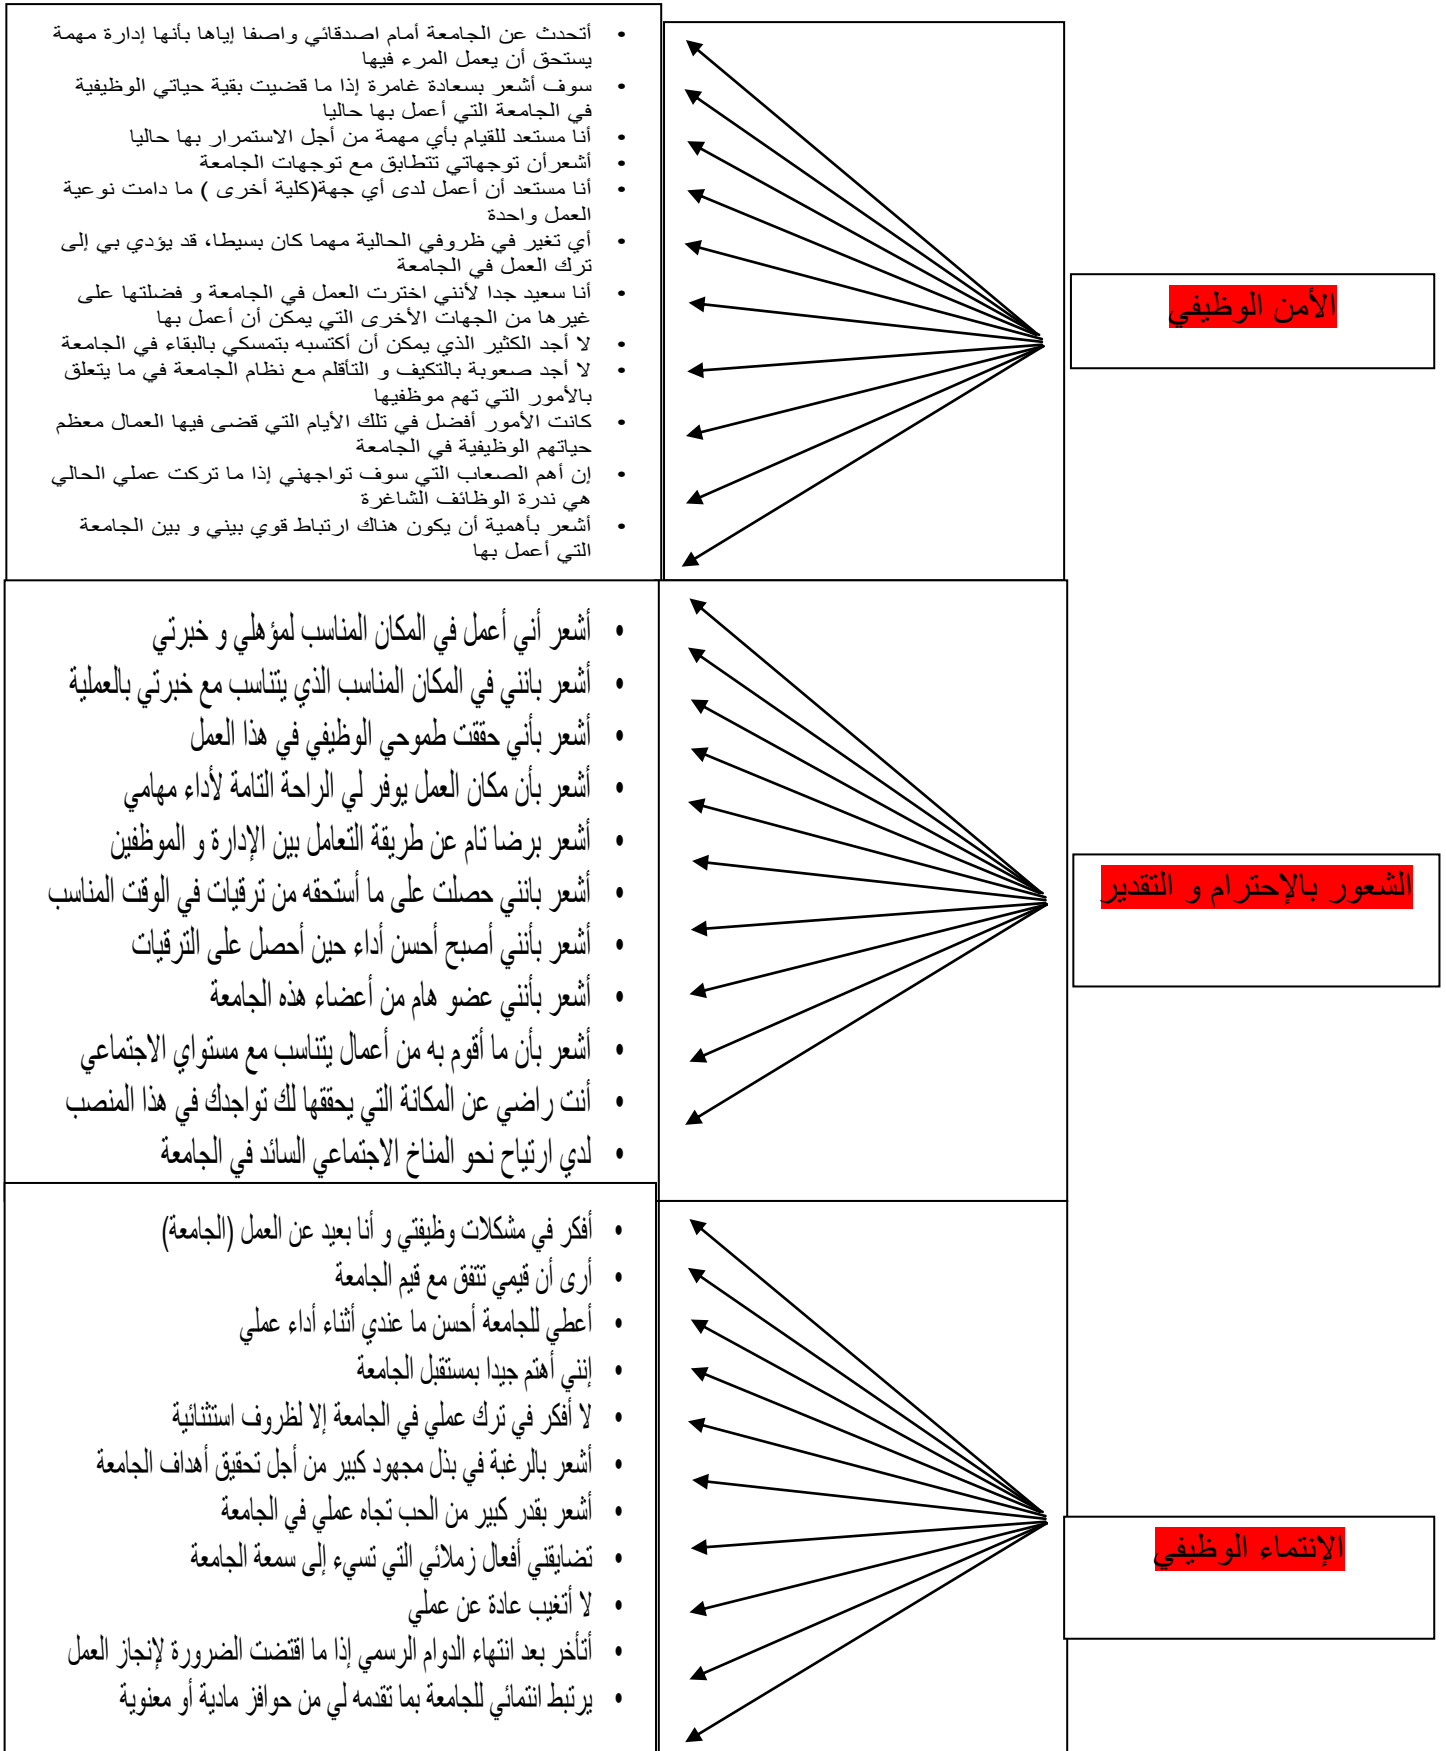 الأمن الوظيفي
• أتحدث عن الجامعة أمام اصدقائي واصفا إياها بأنها إدارة مهمة
يستحق أن يعمل المرء فيها
• سوف أشعر بسعادة غامرة إذا ما قضيت بقية حياتي الوظيفية
في الجامعة التي أعمل بها حاليا
• أنا مستعد للقيام بأي مهمة من أجل الاستمرار بها حاليا
• أشعرأن توجهاتي تتطابق مع توجهات الجامعة
• أنا مستعد أن أعمل لدى أي جهة(كلية أخرى ) ما دامت نوعية
العمل واحدة
• أي تغير في ظروفي الحالية مهما كان بسيطا، قد يؤدي بي إلى
ترك العمل في الجامعة
• أنا سعيد جدا لأنني اخترت العمل في الجامعة و فضلتها على
غيرها من الجهات الأخرى التي يمكن أن أعمل بها
• لا أجد الكثير الذي يمكن أن أكتسبه بتمسكي بالبقاء في الجامعة
• لا أجد صعوبة بالتكيف و التأقلم مع نظام الجامعة في ما يتعلق
بالأمور التي تهم موظفيها
• كانت الأمور أفضل في تلك الأيام التي قضى فيها العمال معظم
حياتهم الوظيفية في الجامعة
• إن أهم الصعاب التي سوف تواجهني إذا ما تركت عملي الحالي
هي ندرة الوظائف الشاغرة
• أشعر بأهمية أن يكون هناك ارتباط قوي بيني و بين الجامعة
التي أعمل بها
الشعور بالإحترام و التقدير
• أشعر أني أعمل في المكان المناسب لمؤهلي و خبرتي
• أشعر بانني في المكان المناسب الذي يتناسب مع خبرتي بالعملية
• أشعر بأني حققت طموحي الوظيفي في هذا العمل
• أشعر بأن مكان العمل يوفر لي الراحة التامة لأداء مهامي
• أشعر برضا تام عن طريقة التعامل بين الإدارة و الموظفين
• أشعر بانني حصلت على ما أستحقه من ترقيات في الوقت المناسب
• أشعر بأنني أصبح أحسن أداء حين أحصل على الترقيات
• أشعر بأنني عضو هام من أعضاء هذه الجامعة
• أشعر بأن ما أقوم به من أعمال يتناسب مع مستواي الاجتماعي
• أنت راضي عن المكانة التي يحققها لك تواجدك في هذا المنصب
• لدي ارتياح نحو المناخ الاجتماعي السائد في الجامعة
الإنتماء الوظيفي
• أفكر في مشكلات وظيفتي و أنا بعيد عن العمل (الجامعة)
• أرى أن قيمي تتفق مع قيم الجامعة
• أعطي للجامعة أحسن ما عندي أثناء أداء عملي
• إنني أهتم جيدا بمستقبل الجامعة
• لا أفكر في ترك عملي في الجامعة إلا لظروف استثنائية
• أشعر بالرغبة في بذل مجهود كبير من أجل تحقيق أهداف الجامعة
• أشعر بقدر كبير من الحب تجاه عملي في الجامعة
• تضايقني أفعال زملائي التي تسيء إلى سمعة الجامعة
• لا أتغيب عادة عن عملي
• أتأخر بعد انتهاء الدوام الرسمي إذا ما اقتضت الضرورة لإنجاز العمل
• يرتبط انتمائي للجامعة بما تقدمه لي من حوافز مادية أو معنوية